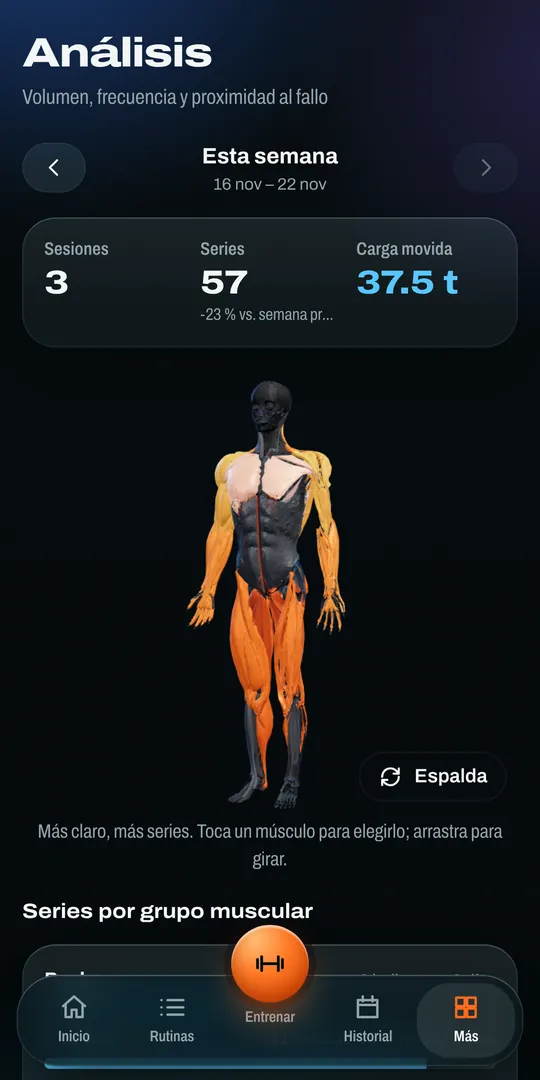 Análisis
Volumen, frecuencia y proximidad al fallo
Esta semana
16 nov – 22 nov
Sesiones
Series
Carga movida
3
57
37.5 t
-23 % vs. semana pr...
Espalda
Más claro, más series. Toca un músculo para elegirlo; arrastra para
girar.
Series por grupo muscular
Inicio
Rutinas
Entrenar
Historial
Más